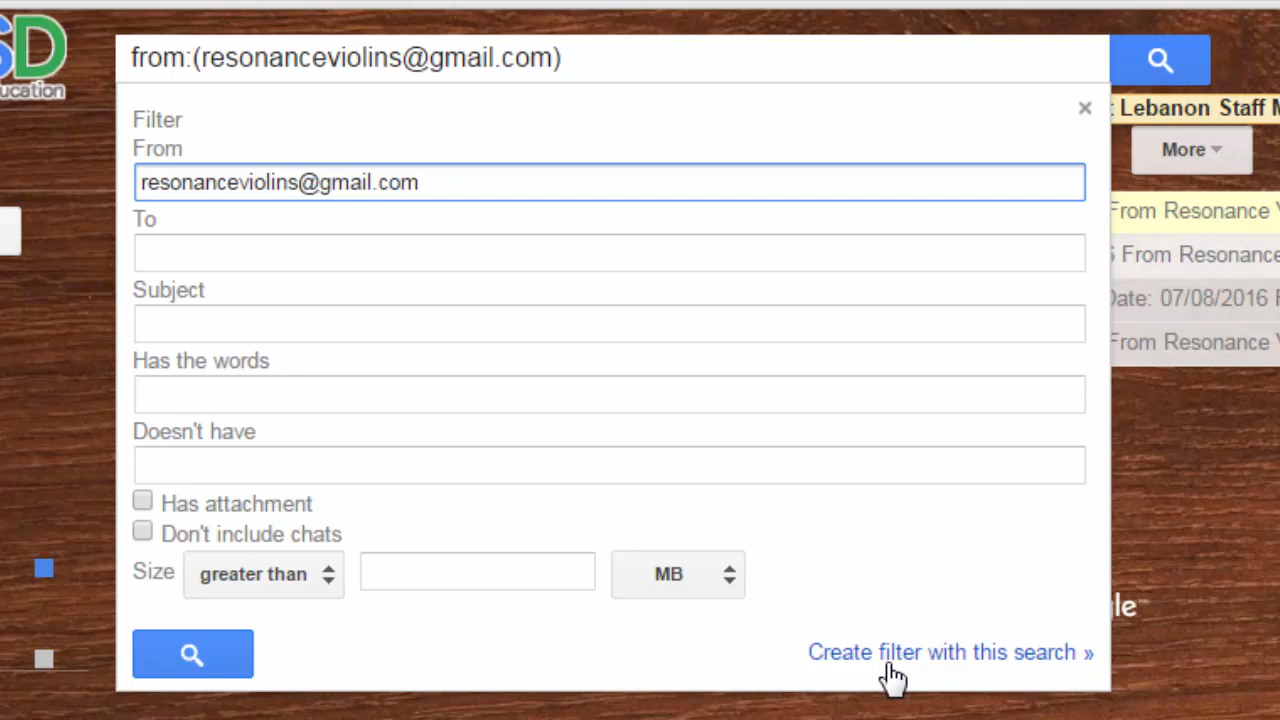 SD
ucation
from:(resonanceviolins@gmail.com)
t Lebanon Staff M
Filter
From
resonanceviolins@gmail.com
More
To
From Resonance V
6 From Resonance
Subject
Date: 07/08/2016 F
From Resonance V
Has the words
Doesn't have
Has attachment
Don't include chats
Size greater than MB
le™
Create filter with this search »